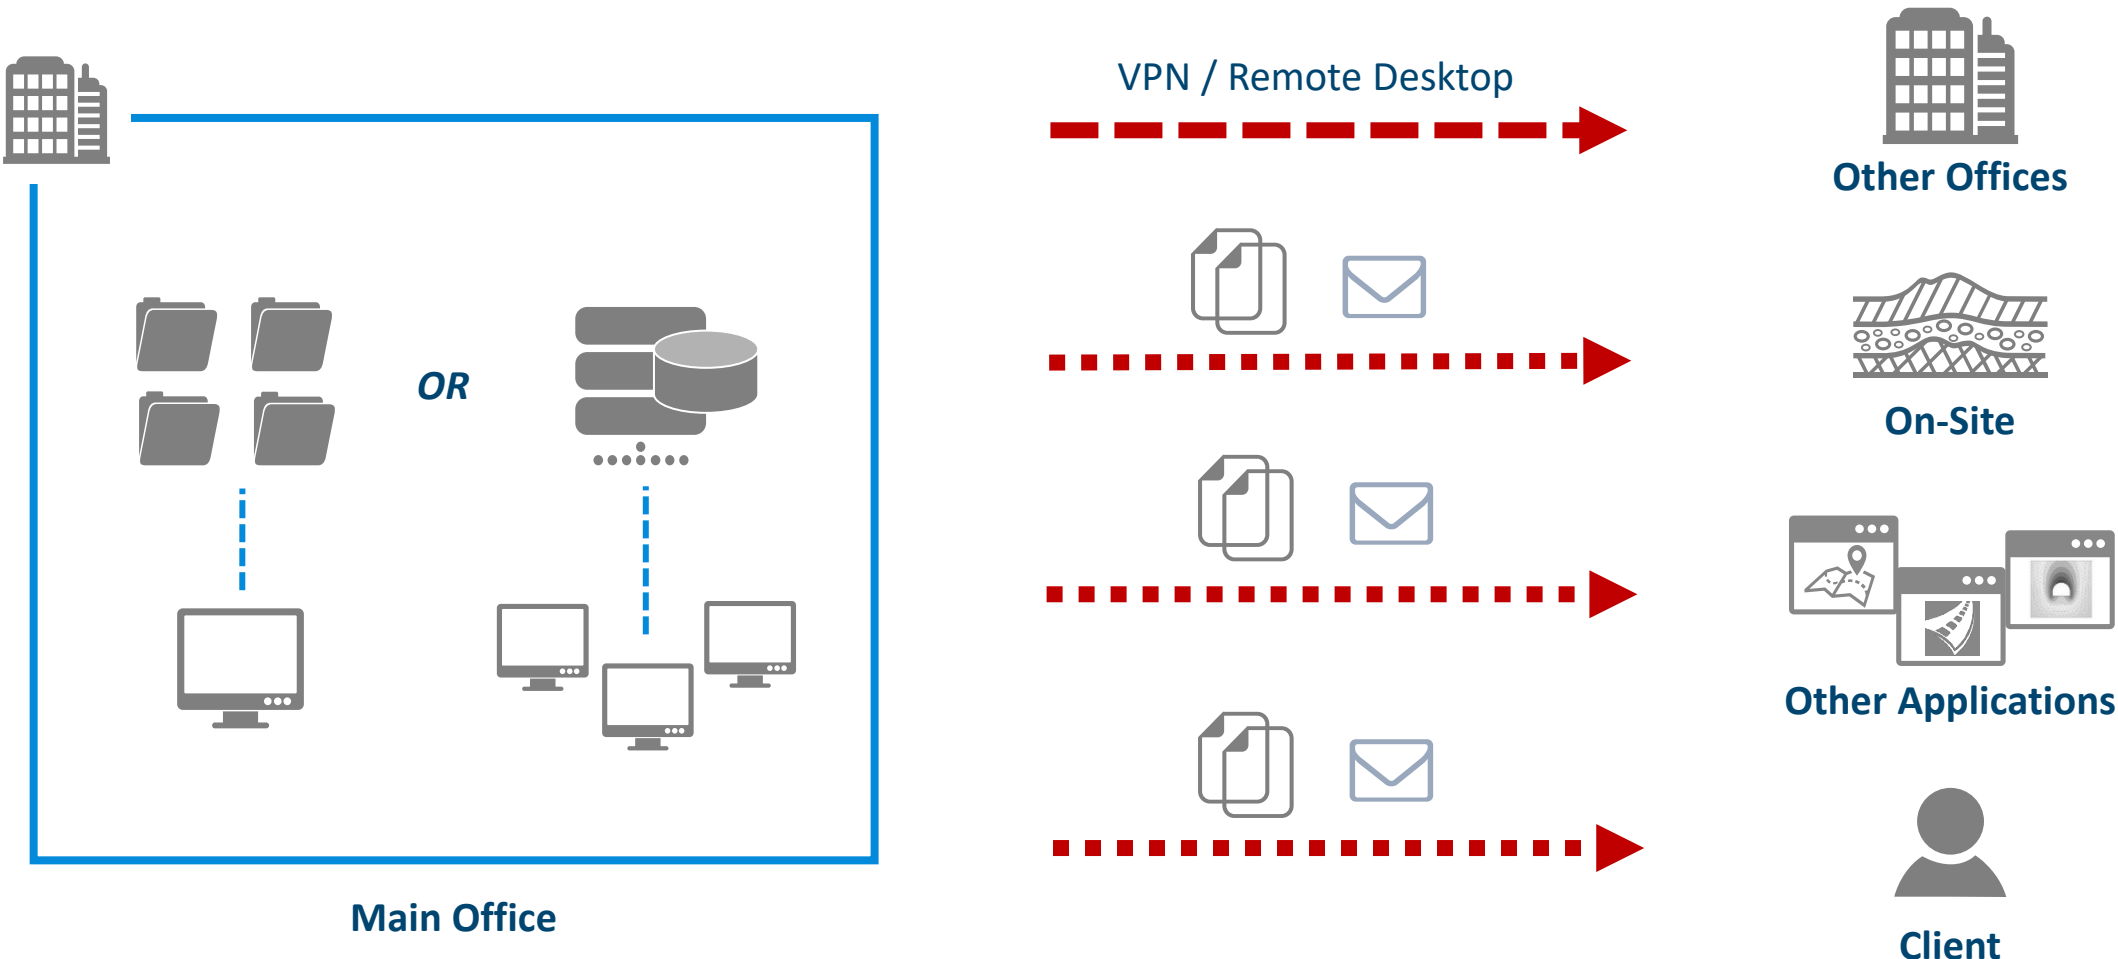 VPN / Remote Desktop
Other Offices
OR
On-Site
Other Applications
Main Office
Client